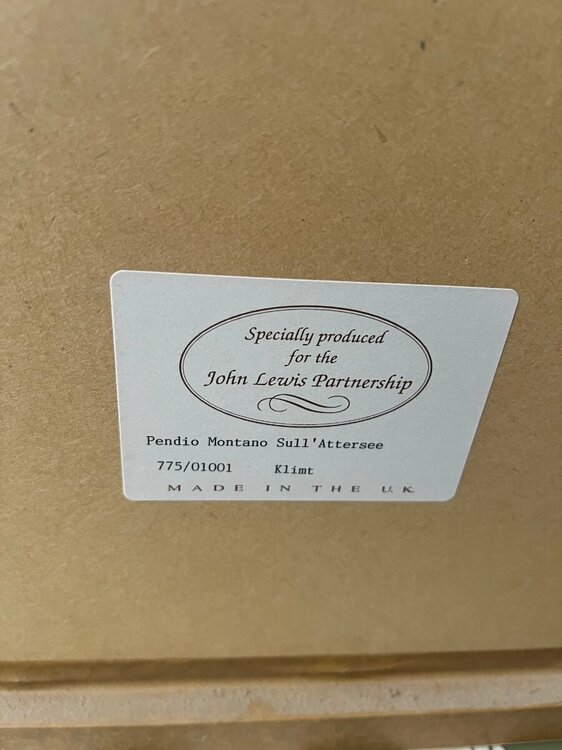 Specially produced
for the
John Lewis Partnership
Pendio Montano Sull'Attersee
775/01001 Klimt
MADE IN THE U.K.